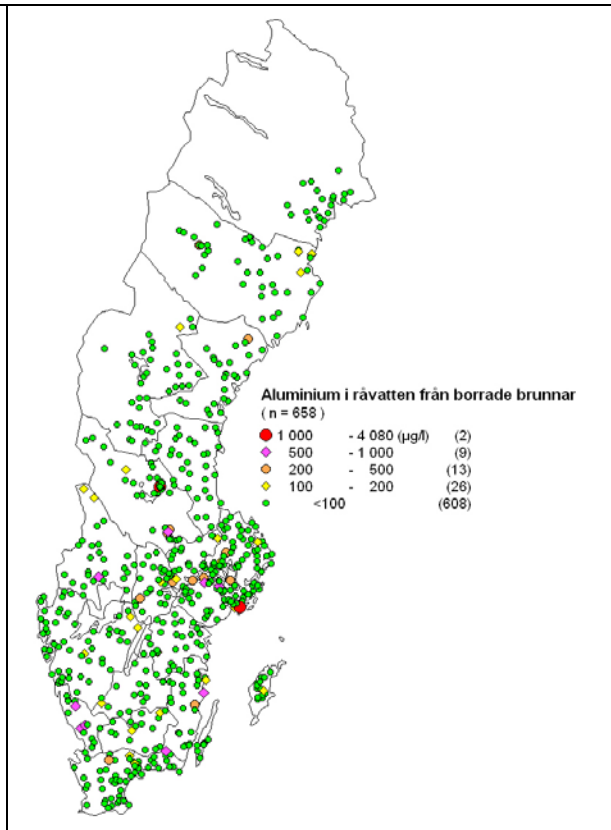 Aluminium i råvatten från borrade brunnar
( n = 658 )
1 000 - 4 080 (µg/l) (2)
500 - 1 000 (9)
200 - 500 (13)
100 - 200 (26)
<100 (608)